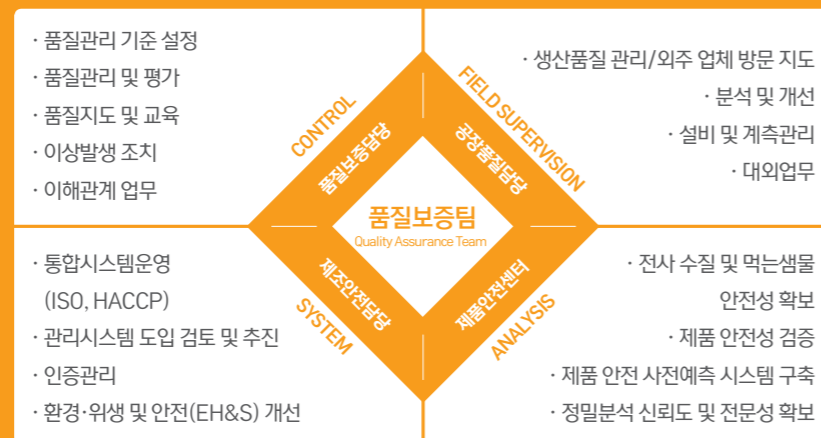 · 품질관리 기준 설정
· 품질관리 및 평가
· 품질지도 및 교육
· 이상발생 조치
· 이해관계 업무
CONTROL
품질보증담당
FIELD SUPERVISION
공장품질담당
· 생산품질 관리/외주 업체 방문 지도
· 분석 및 개선
· 설비 및 계측관리
· 대외업무
품질보증팀
Quality Assurance Team
· 통합시스템운영
(ISO, HACCP)
· 관리시스템 도입 검토 및 추진
· 인증관리
· 환경·위생 및 안전(EH&S) 개선
제조안전담당
SYSTEM
제품안전센터
ANALYSIS
· 전사 수질 및 먹는샘물
안전성 확보
· 제품 안전성 검증
· 제품 안전 사전예측 시스템 구축
· 정밀분석 신뢰도 및 전문성 확보